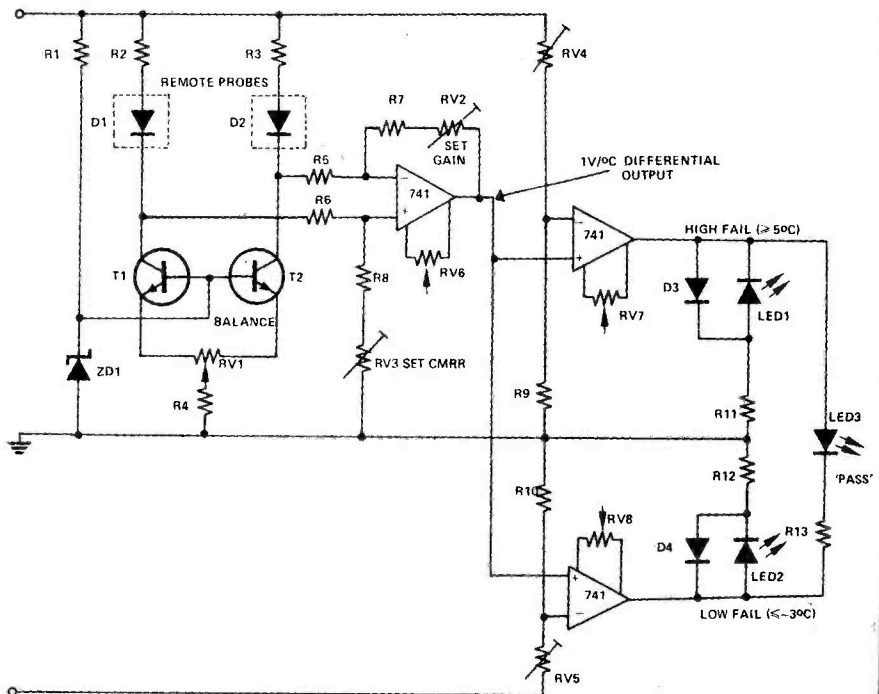 R1
R2
R3
RV4
REMOTE PROBES
D1
D2
R7
RV2
SET
GAIN
R5
R6
741
1V/ºC DIFFERENTIAL
OUTPUT
T1
T2
R8
RV6
BALANCE
RV1
ZD1
R4
RV3 SET CMRR
741
RV7
HIGH FAIL (⩾ 5ºC)
D3
LED1
R9
R11
LED3
R10
R12
'PASS'
RV8
D4
LED2
R13
741
LOW FAIL (⩽–3ºC)
RV5